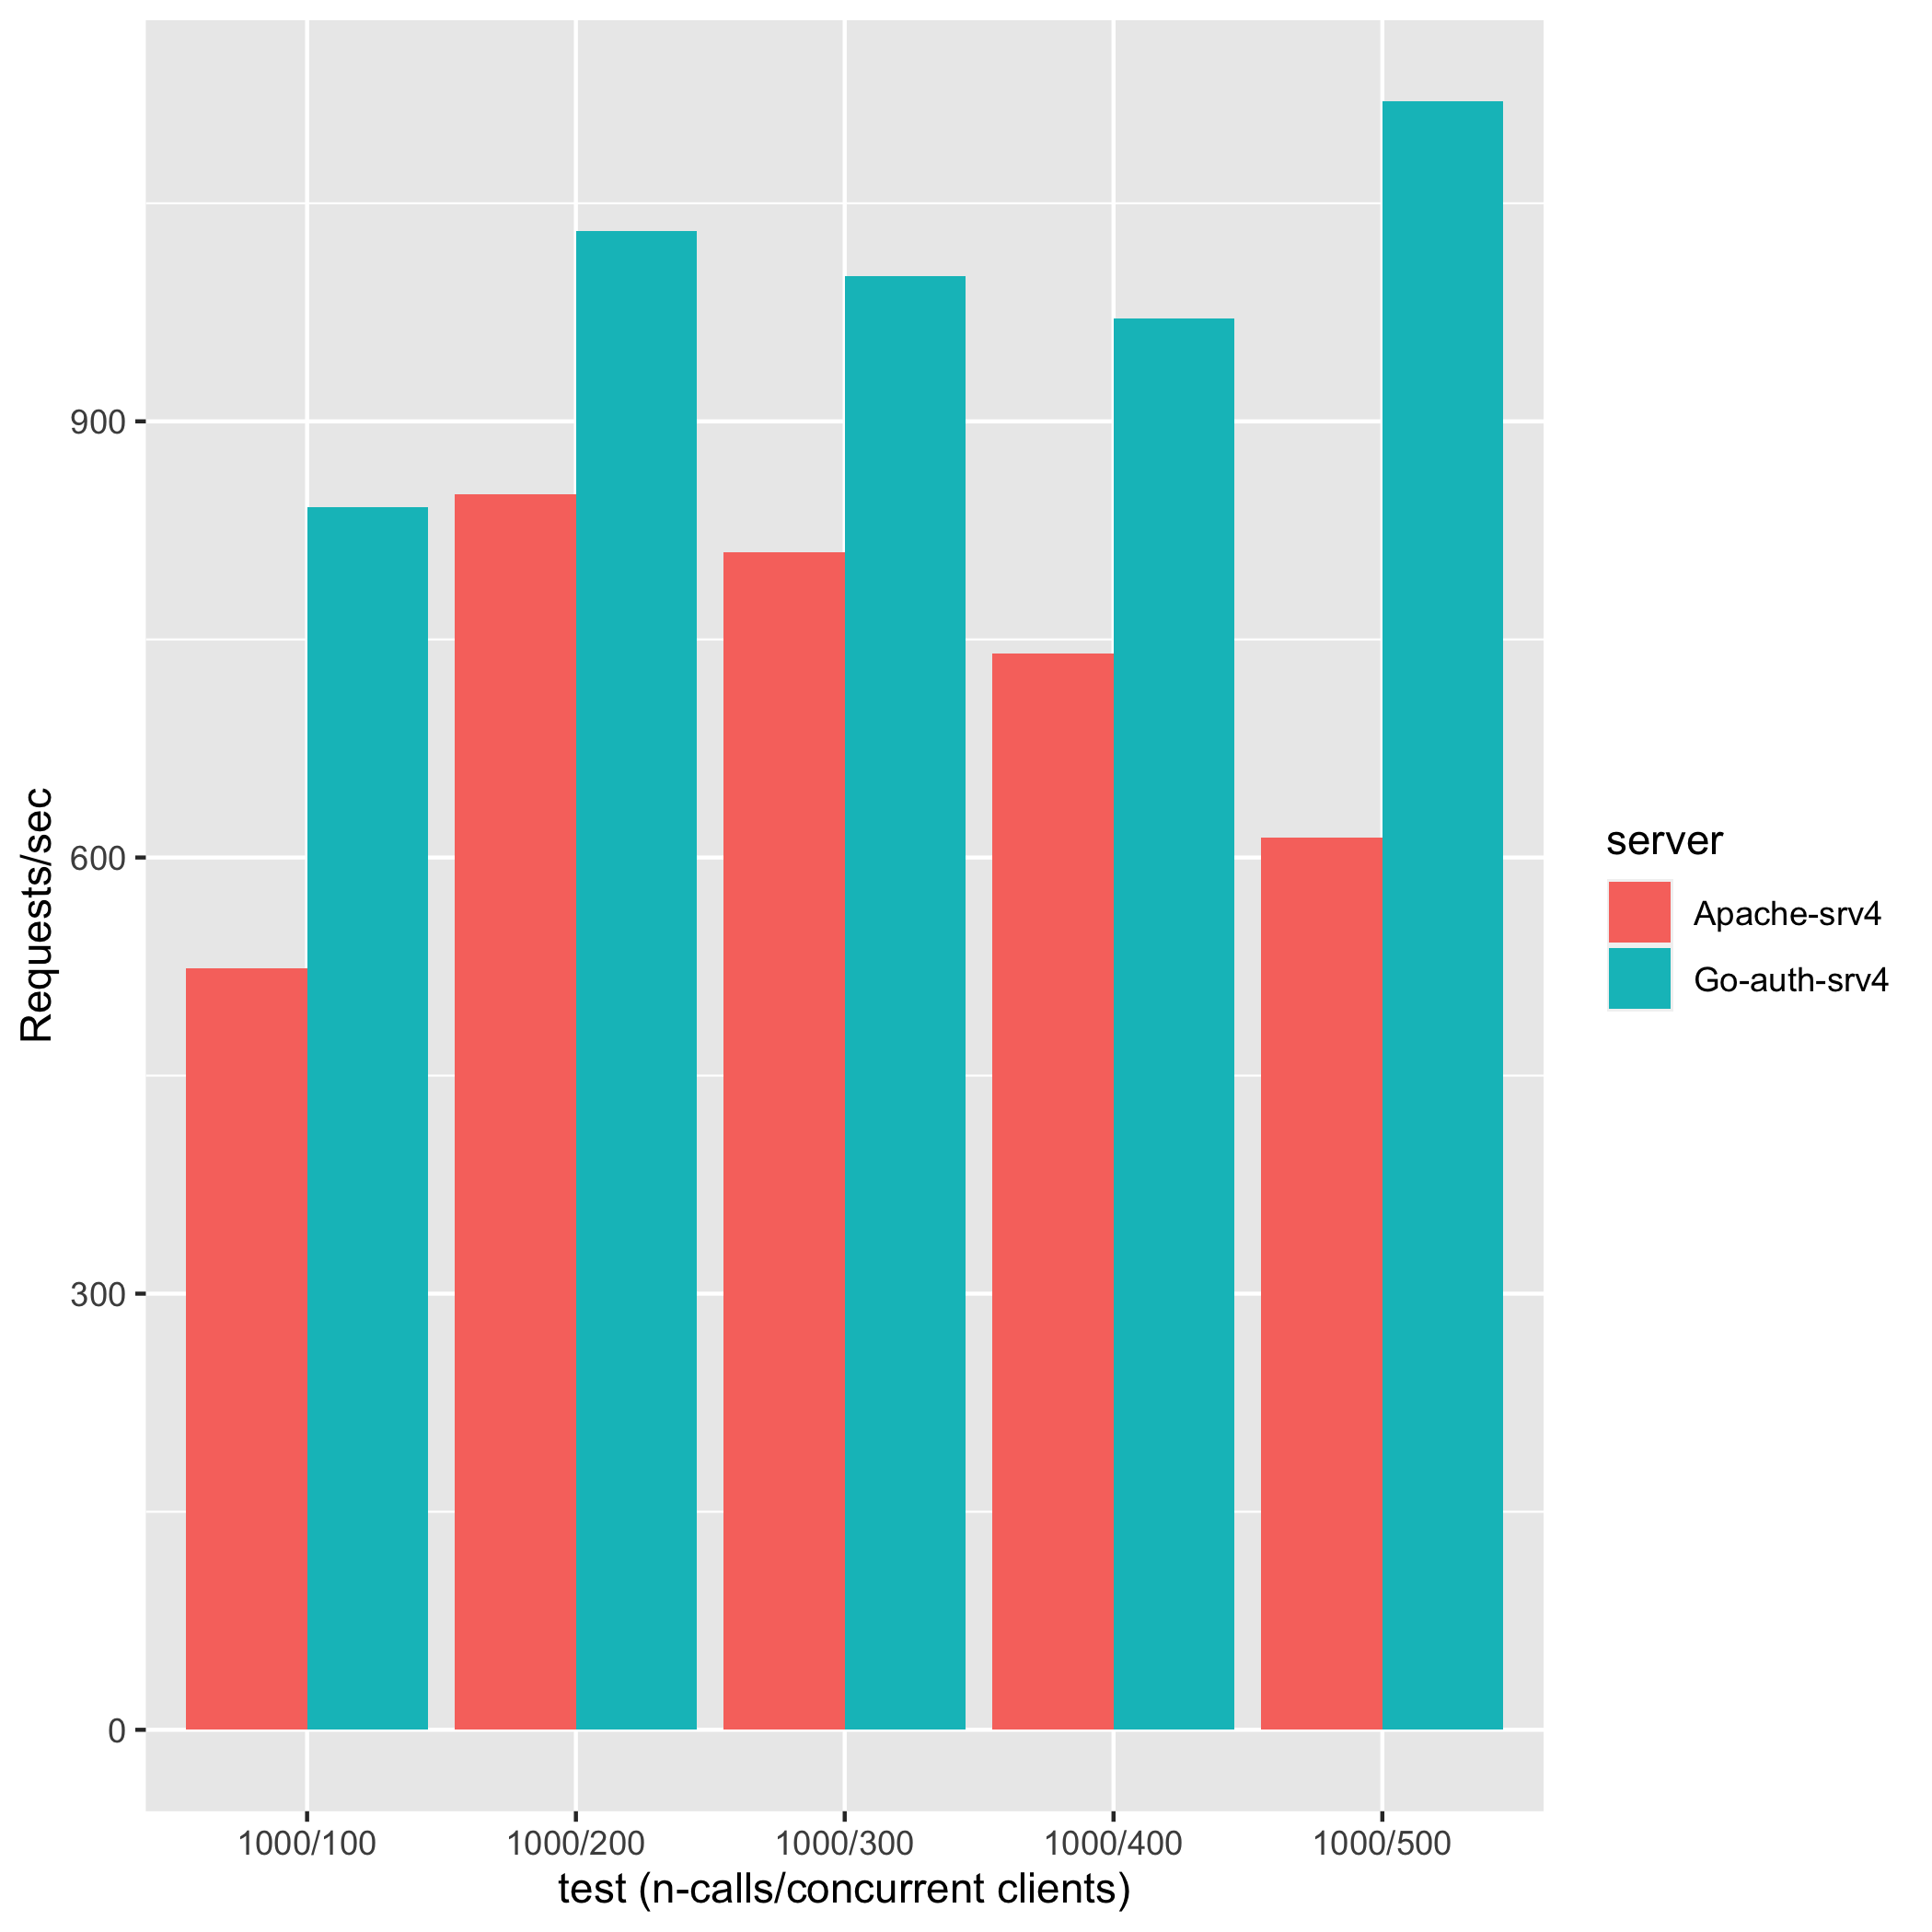 Requests/sec
900
600
300
0
1000/100
1000/200
1000/300
1000/400
1000/500
test (n-calls/concurrent clients)
server
Apache-srv4
Go-auth-srv4